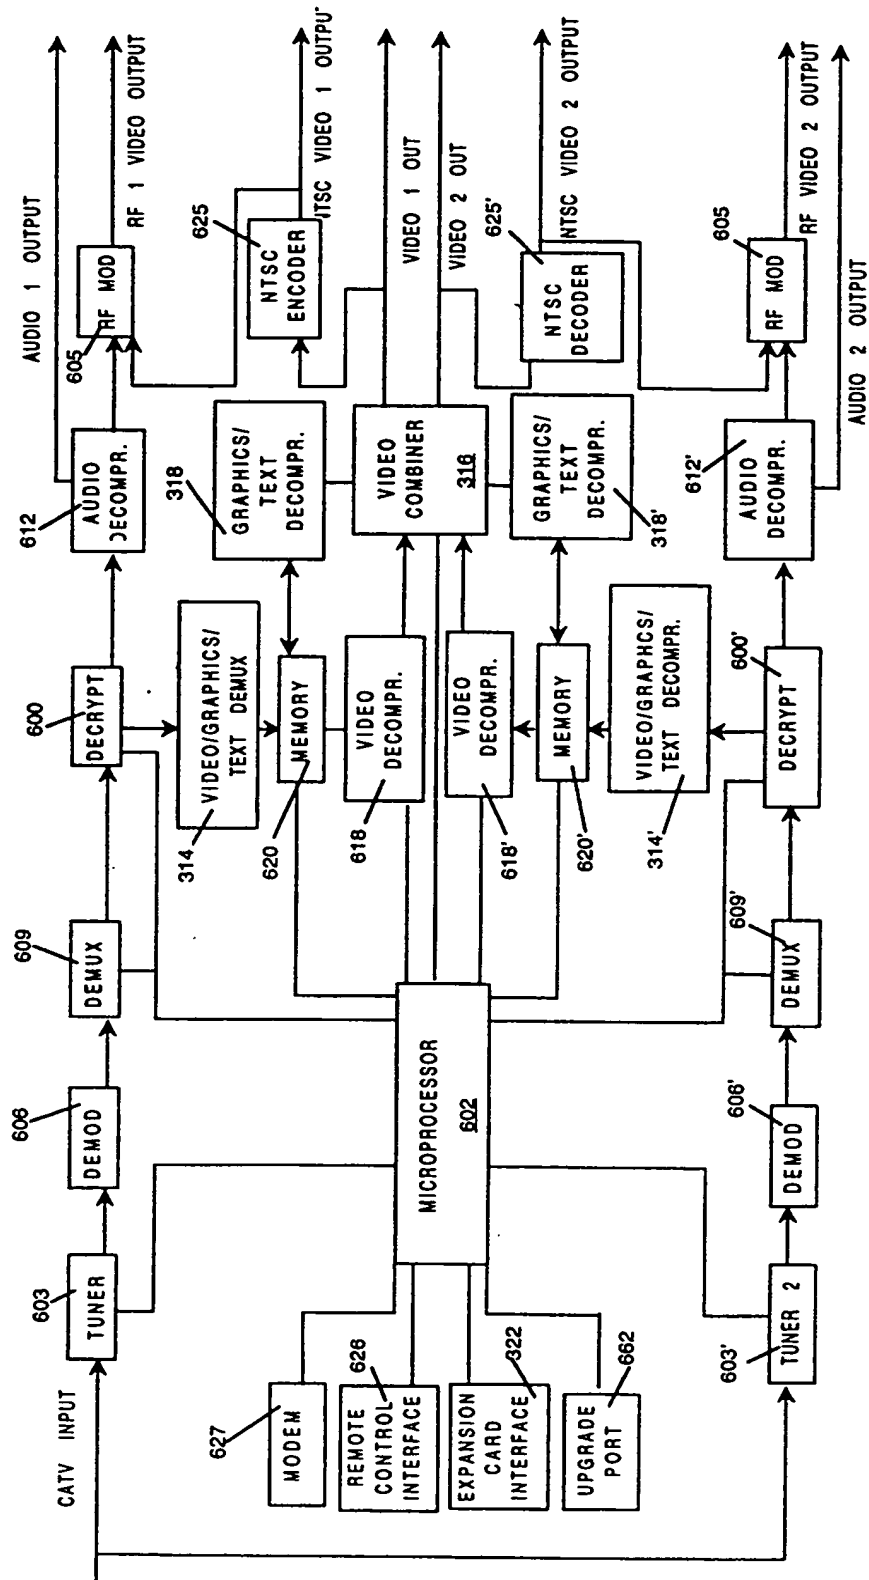 CATV INPUT
603
TUNER
606
DEMOD
609
DEMUX
600
DECRYPT
612
AUDIO
DECOMPR.
605
RF MOD
AUDIO 1 OUTPUT
RF 1 VIDEO OUTPUT
314
VIDEO/GRAPHICS/
TEXT DEMUX
318
GRAPHICS/
TEXT
DECOMPR.
625
NTSC
ENCODER
NTSC VIDEO 1 OUTPUT
620
MEMORY
618
VIDEO
DECOMPR.
VIDEO
COMBINER
316
VIDEO 1 OUT
VIDEO 2 OUT
627
MODEM
626
REMOTE
CONTROL
INTERFACE
322
EXPANSION
CARD
INTERFACE
662
UPGRADE
PORT
MICROPROCESSOR
602
VIDEO
DECOMPR.
618'
MEMORY
620'
GRAPHICS/
TEXT
DECOMPR.
318'
625'
NTSC
DECODER
NTSC VIDEO 2 OUTPUT
VIDEO/GRAPHCS/
TEXT DECOMPR.
314'
603'
TUNER 2
606'
DEMOD
609'
DEMUX
600'
DECRYPT
612'
AUDIO
DECOMPR.
605
RF MOD
RF VIDEO 2 OUTPUT
AUDIO 2 OUTPUT